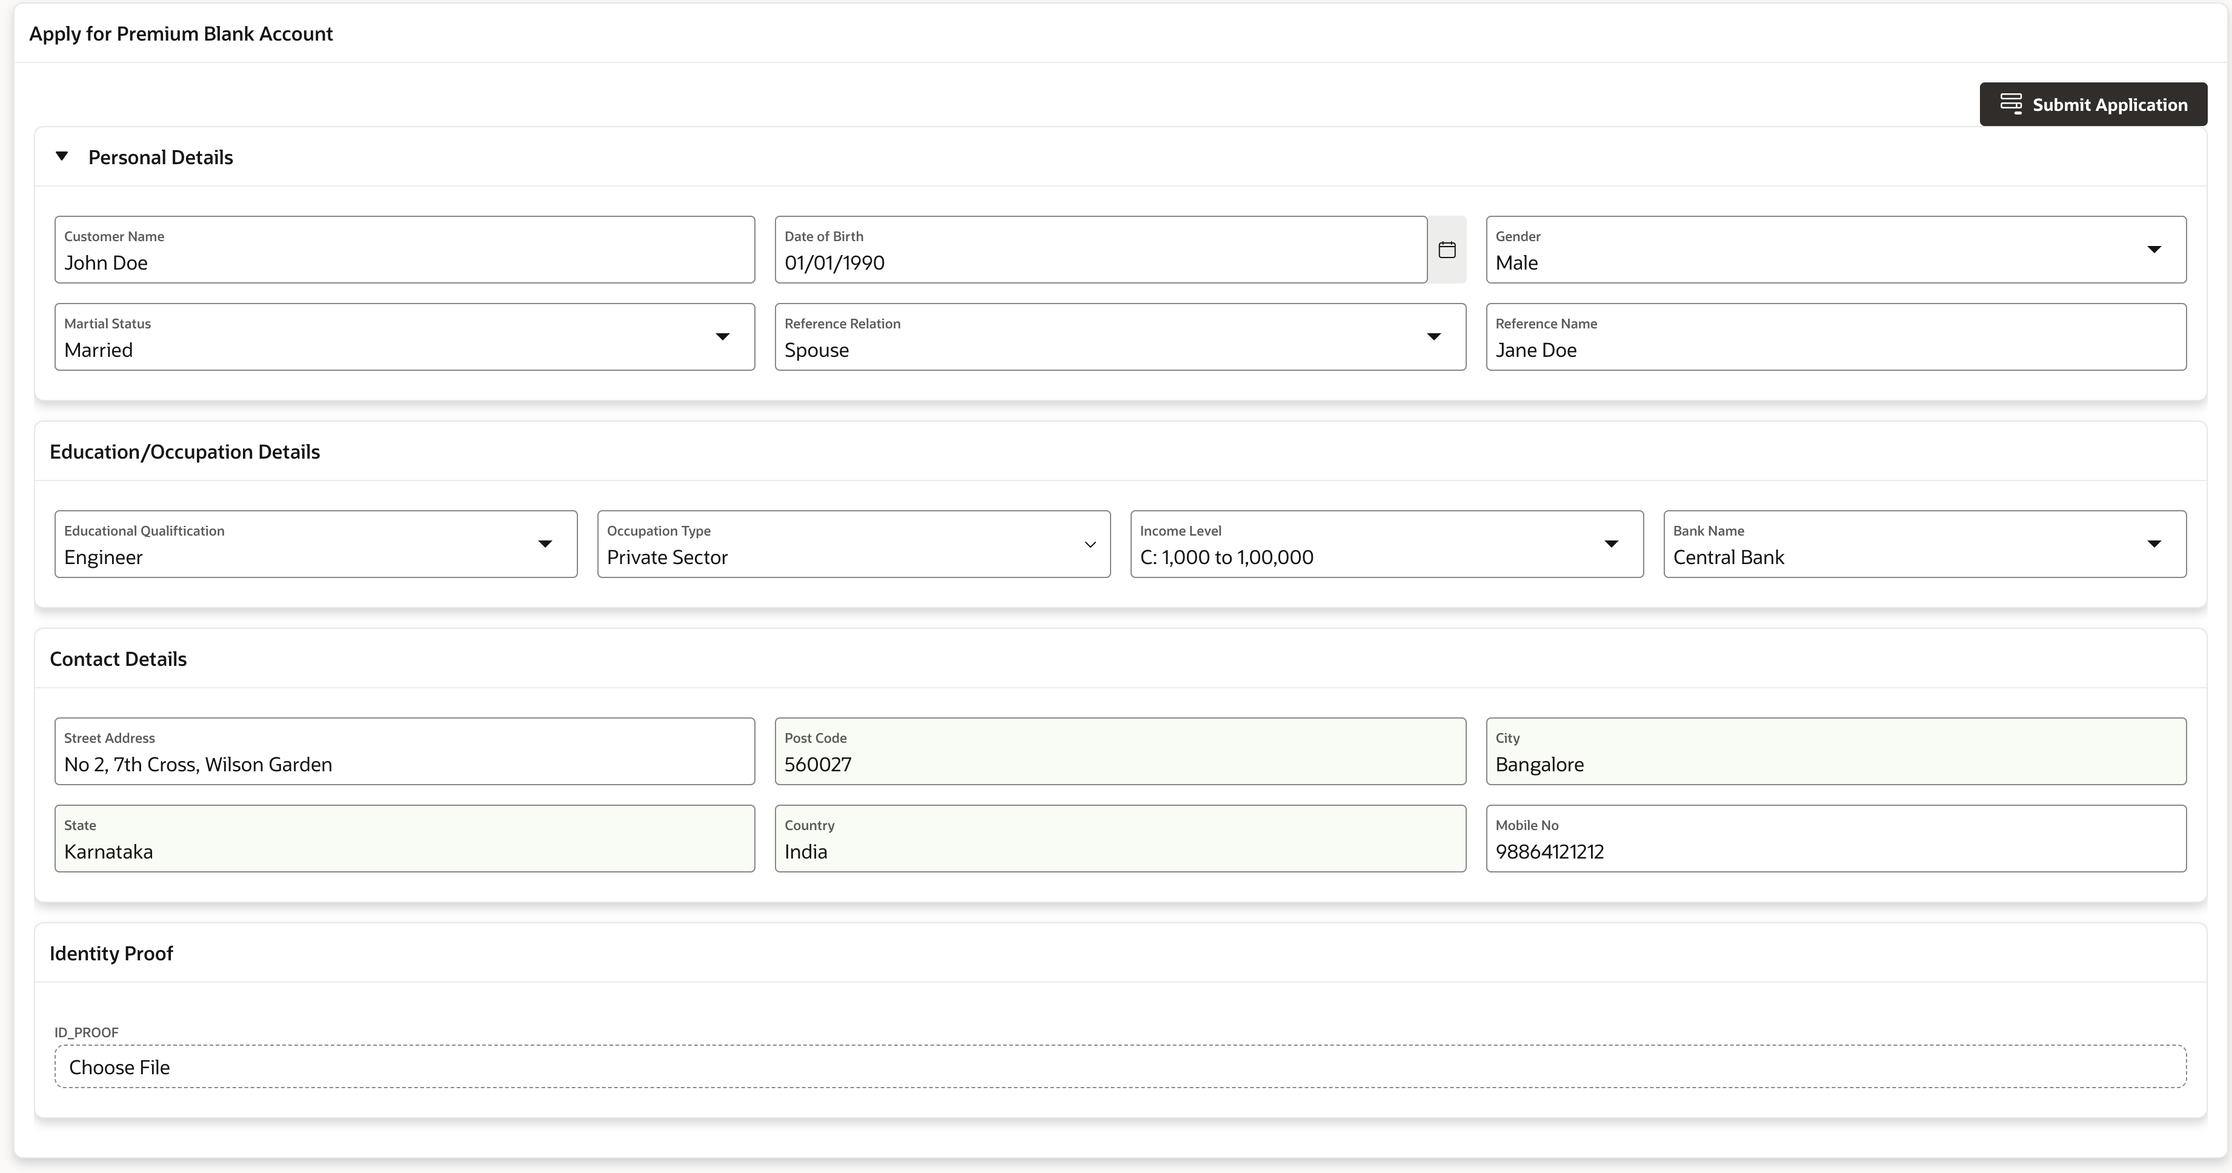 Apply for Premium Blank Account
Submit Application
Personal Details
Customer Name
John Doe
Date of Birth
01/01/1990
Gender
Male
Martial Status
Married
Reference Relation
Spouse
Reference Name
Jane Doe
Education/Occupation Details
Educational Qualiftication
Engineer
Occupation Type
Private Sector
Income Level
C: 1,000 to 1,00,000
Bank Name
Central Bank
Contact Details
Street Address
No 2, 7th Cross, Wilson Garden
Post Code
560027
City
Bangalore
State
Karnataka
Country
India
Mobile No
98864121212
Identity Proof
ID_PROOF
Choose File